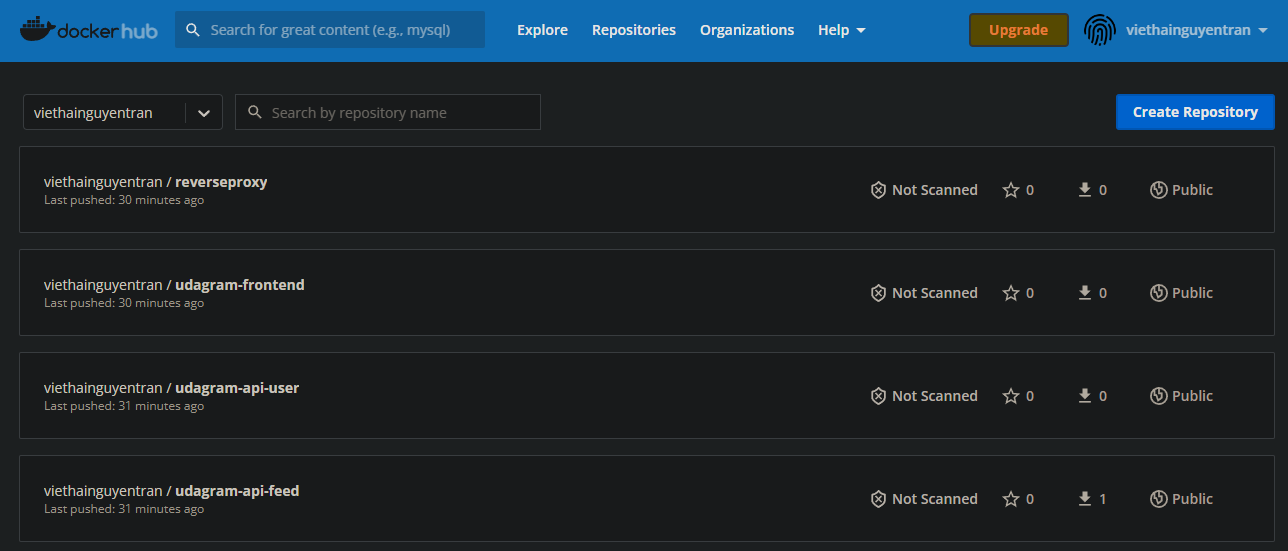 docker hub Search for great content (e.g., mysql) Explore Repositories Organizations Help Upgrade viethainguyentran
viethainguyentran Search by repository name Create Repository
viethainguyentran / reverseproxy
Last pushed: 30 minutes ago
Not Scanned 0 0 Public
viethainguyentran / udagram-frontend
Last pushed: 30 minutes ago
Not Scanned 0 0 Public
viethainguyentran / udagram-api-user
Last pushed: 31 minutes ago
Not Scanned 0 0 Public
viethainguyentran / udagram-api-feed
Last pushed: 31 minutes ago
Not Scanned 0 1 Public